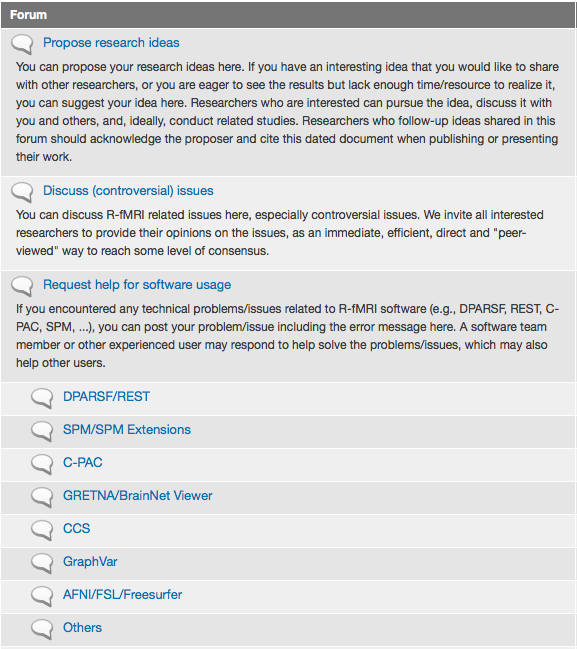 Forum
Propose research ideas
You can propose your research ideas here. If you have an interesting idea that you would like to share
with other researchers, or you are eager to see the results but lack enough time/resource to realize it,
you can suggest your idea here. Researchers who are interested can pursue the idea, discuss it with
you and others, and, ideally, conduct related studies. Researchers who follow-up ideas shared in this
forum should acknowledge the proposer and cite this dated document when publishing or presenting
their work.
Discuss (controversial) issues
You can discuss R-fMRI related issues here, especially controversial issues. We invite all interested
researchers to provide their opinions on the issues, as an immediate, efficient, direct and "peer-
viewed" way to reach some level of consensus.
Request help for software usage
If you encountered any technical problems/issues related to R-fMRI software (e.g., DPARSF, REST, C-
PAC, SPM, ...), you can post your problem/issue including the error message here. A software team
member or other experienced user may respond to help solve the problems/issues, which may also
help other users.
DPARSF/REST
SPM/SPM Extensions
C-PAC
GRETNA/BrainNet Viewer
CCS
GraphVar
AFNI/FSL/Freesurfer
Others